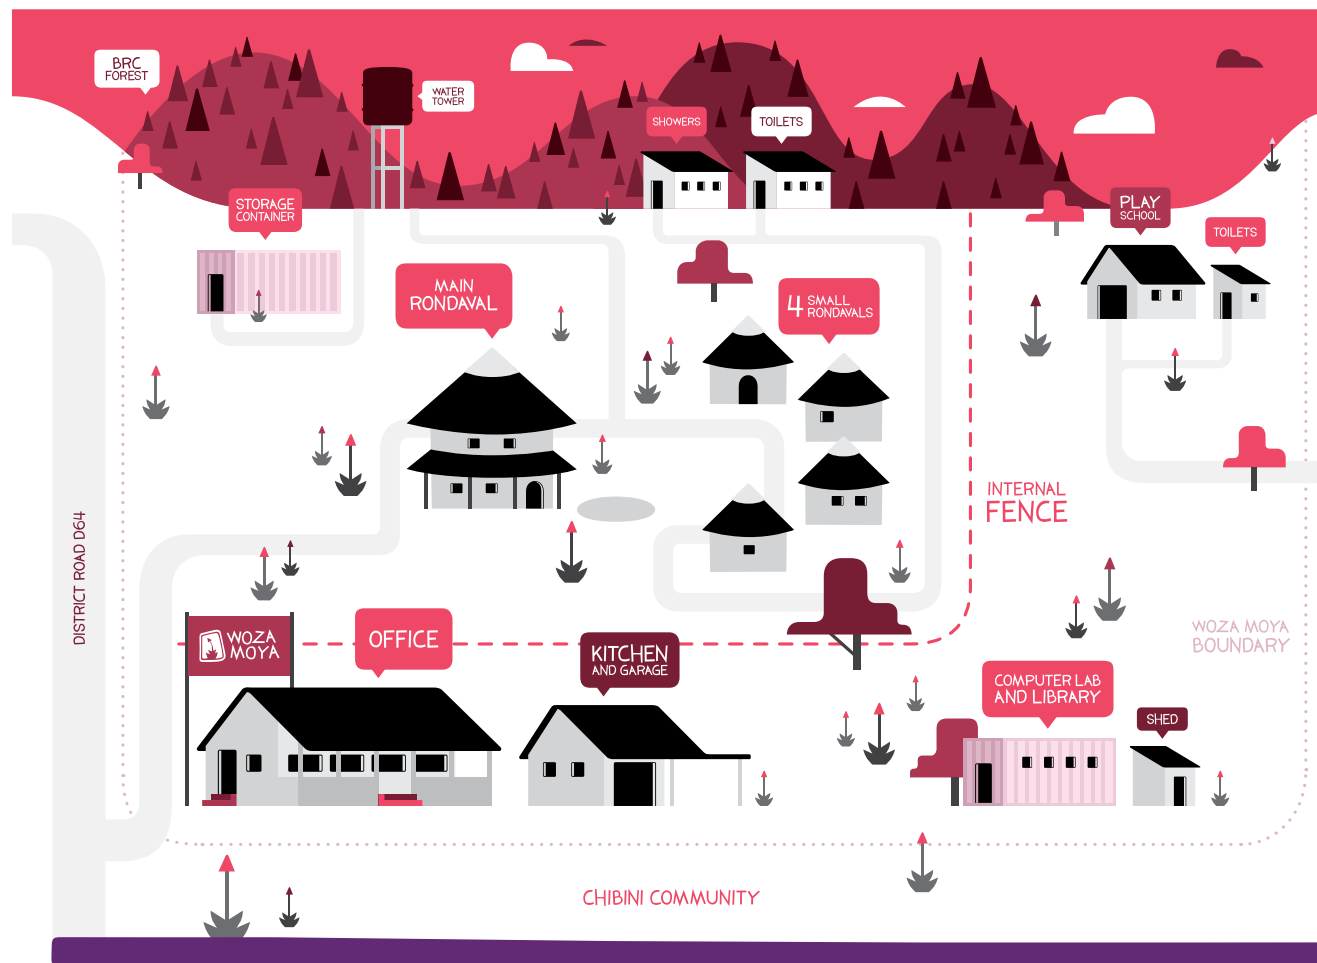 BRC
FOREST
WATER
TOWER
SHOWERS
TOILETS
STORAGE
CONTAINER
PLAY
SCHOOL
TOILETS
MAIN
RONDAVAL
4 SMALL
RONDAVALS
INTERNAL
FENCE
DISTRICT ROAD D64
WOZA
MOYA
OFFICE
KITCHEN
AND GARAGE
WOZA MOYA
BOUNDARY
COMPUTER LAB
AND LIBRARY
SHED
CHIBINI COMMUNITY